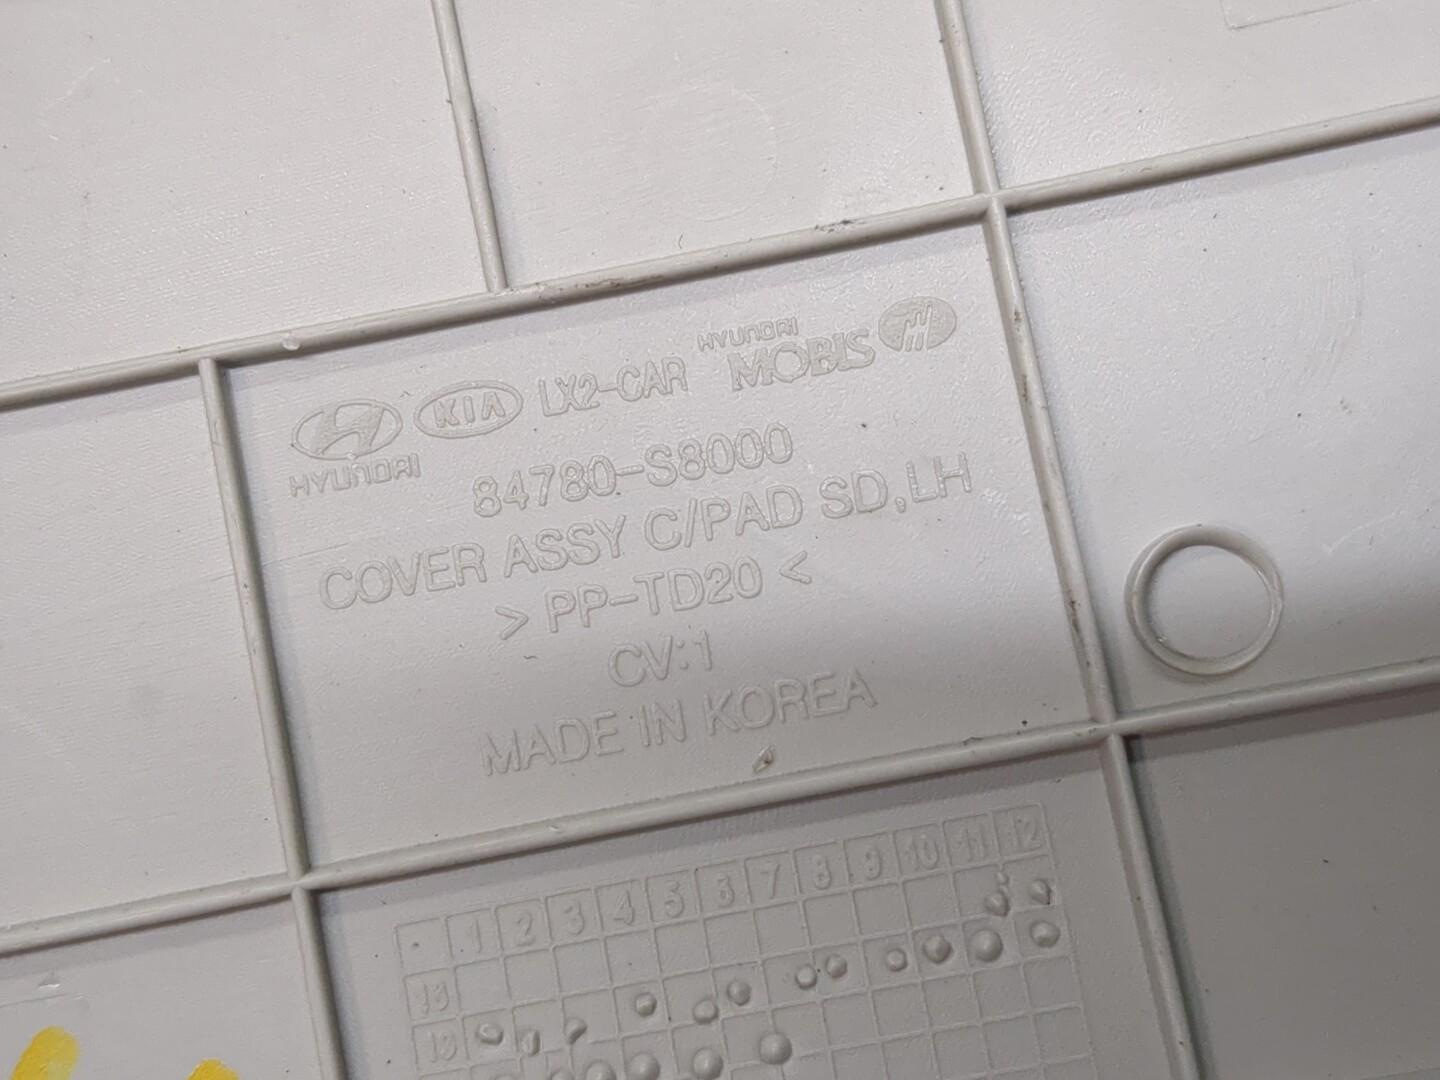 HYUNDAI KIA LX2-CAR HYUNDAI MOBIS
84780-S8000
COVER ASSY C/PAD SD,LH
> PP-TD20 <
CV:1
MADE IN KOREA
1 2 3 4 5 6 7 8 9 10 11 12
19